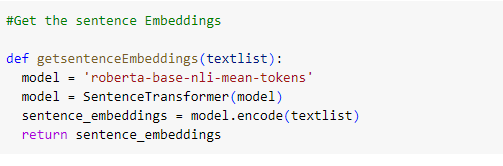 #Get the sentence Embeddings
def getsentenceEmbeddings(textlist):
  model = 'roberta-base-nli-mean-tokens'
  model = SentenceTransformer(model)
  sentence_embeddings = model.encode(textlist)
  return sentence_embeddings